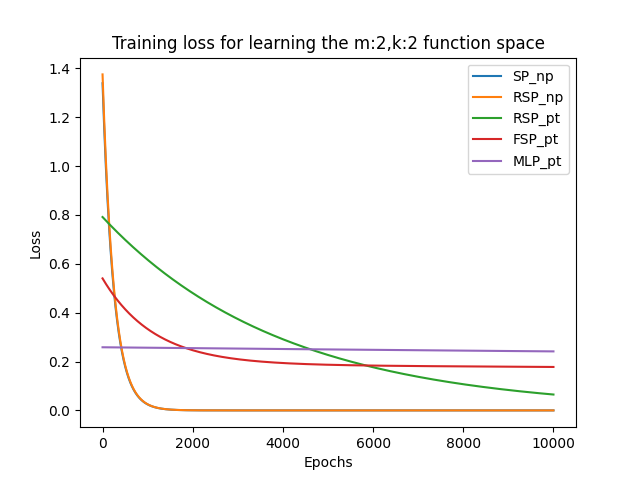 Training loss for learning the m:2,k:2 function space
1.4
1.2
1.0
0.8
0.6
0.4
0.2
0.0
Loss
SP_np
RSP_np
RSP_pt
FSP_pt
MLP_pt
0 2000 4000 6000 8000 10000
Epochs